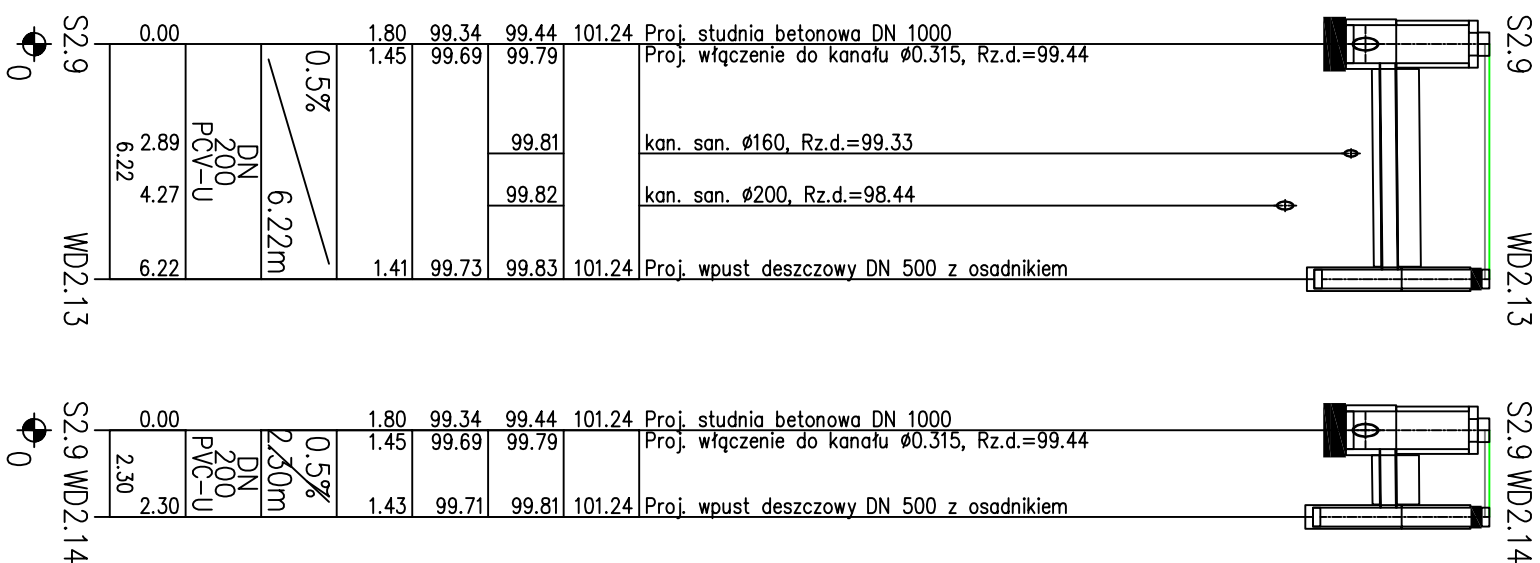 S2.9
0
0.00 1.80 99.34 99.44 101.24 Proj. studnia betonowa DN 1000
1.45 99.69 99.79 Proj. włączenie do kanału Ø0.315, Rz.d.=99.44
2.89 99.81 kan. san. Ø160, Rz.d.=99.33
4.27 99.82 kan. san. Ø200, Rz.d.=98.44
6.22 1.41 99.73 99.83 101.24 Proj. wpust deszczowy DN 500 z osadnikiem
6.22
DN
200
PCV-U
0.5%
6.22m
WD2.13
S2.9
WD2.13
S2.9 WD2.14
0
0.00 1.80 99.34 99.44 101.24 Proj. studnia betonowa DN 1000
1.45 99.69 99.79 Proj. włączenie do kanału Ø0.315, Rz.d.=99.44
2.30 1.43 99.71 99.81 101.24 Proj. wpust deszczowy DN 500 z osadnikiem
2.30
DN
200
PVC-U
0.5%
2.30m
S2.9 WD2.14